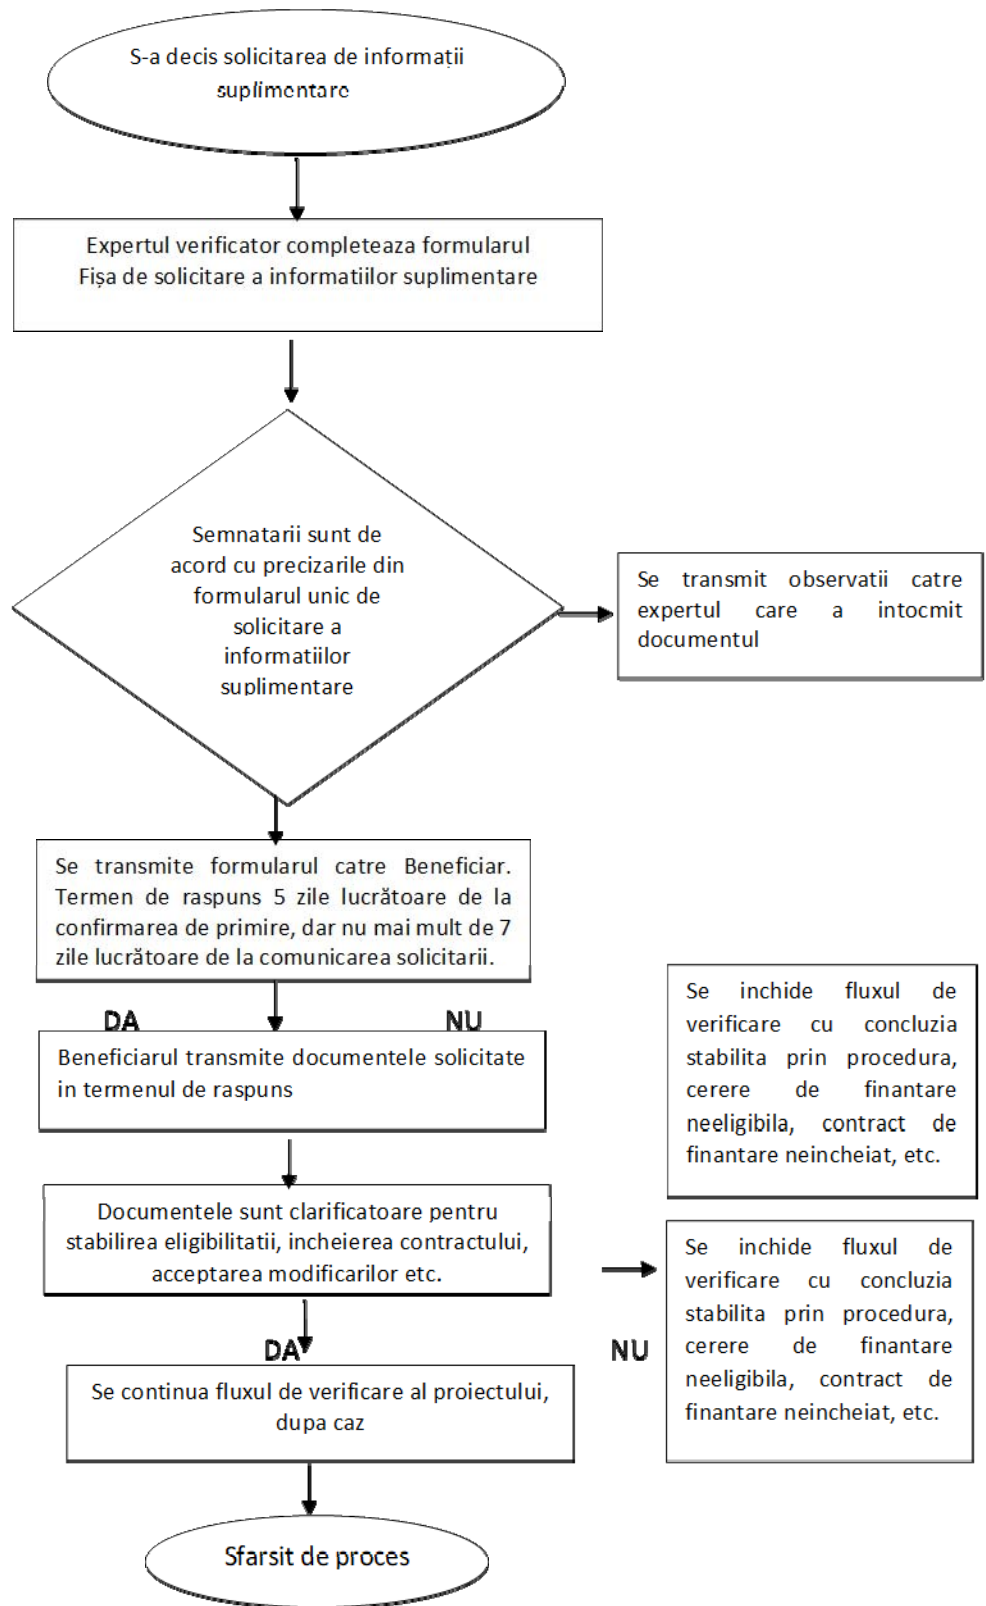 S-a decis solicitarea de informații
suplimentare
Expertul verificator completeaza formularul
Fișa de solicitare a informatiilor suplimentare
Semnatarii sunt de
acord cu precizarile din
formularul unic de
solicitare a
informatiilor
suplimentare
Se transmit observatii catre
expertul care a intocmit
documentul
Se transmite formularul catre Beneficiar.
Termen de raspuns 5 zile lucrătoare de la
confirmarea de primire, dar nu mai mult de 7
zile lucrătoare de la comunicarea solicitarii.
DA NU
Beneficiarul transmite documentele solicitate
in termenul de raspuns
Se inchide fluxul de
verificare cu concluzia
stabilita prin procedura,
cerere de finantare
neeligibila, contract de
finantare neincheiat, etc.
Documentele sunt clarificatoare pentru
stabilirea eligibilitatii, incheierea contractului,
acceptarea modificarilor etc.
Se inchide fluxul de
verificare cu concluzia
stabilita prin procedura,
cerere de finantare
neeligibila, contract de
finantare neincheiat, etc.
DA NU
Se continua fluxul de verificare al proiectului,
dupa caz
Sfarsit de proces